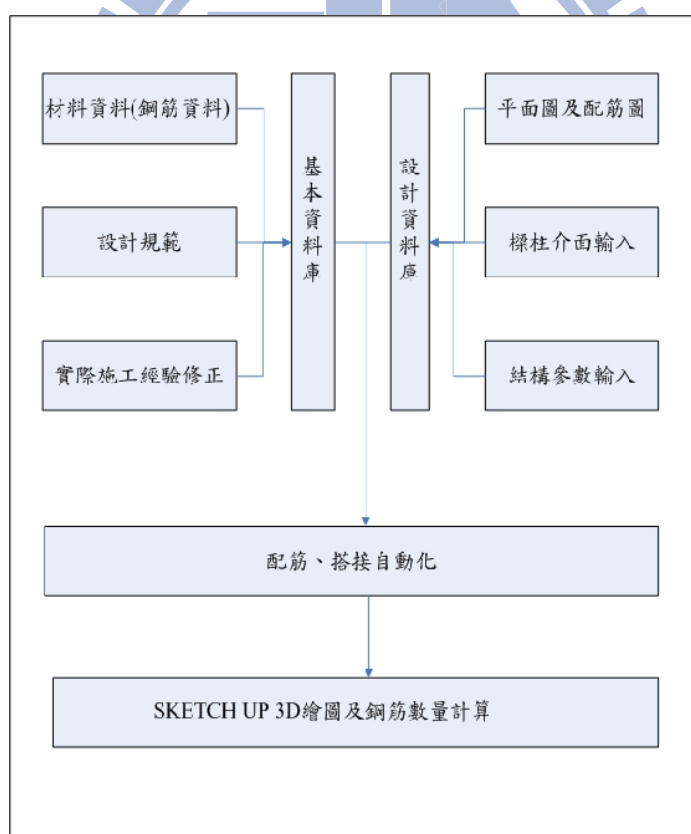 材料資料(鋼筋資料)
設計規範
實際施工經驗修正
基本資料庫
設計資料庫
平面圖及配筋圖
樑柱介面輸入
結構參數輸入
配筋、搭接自動化
SKETCH UP 3D繪圖及鋼筋數量計算